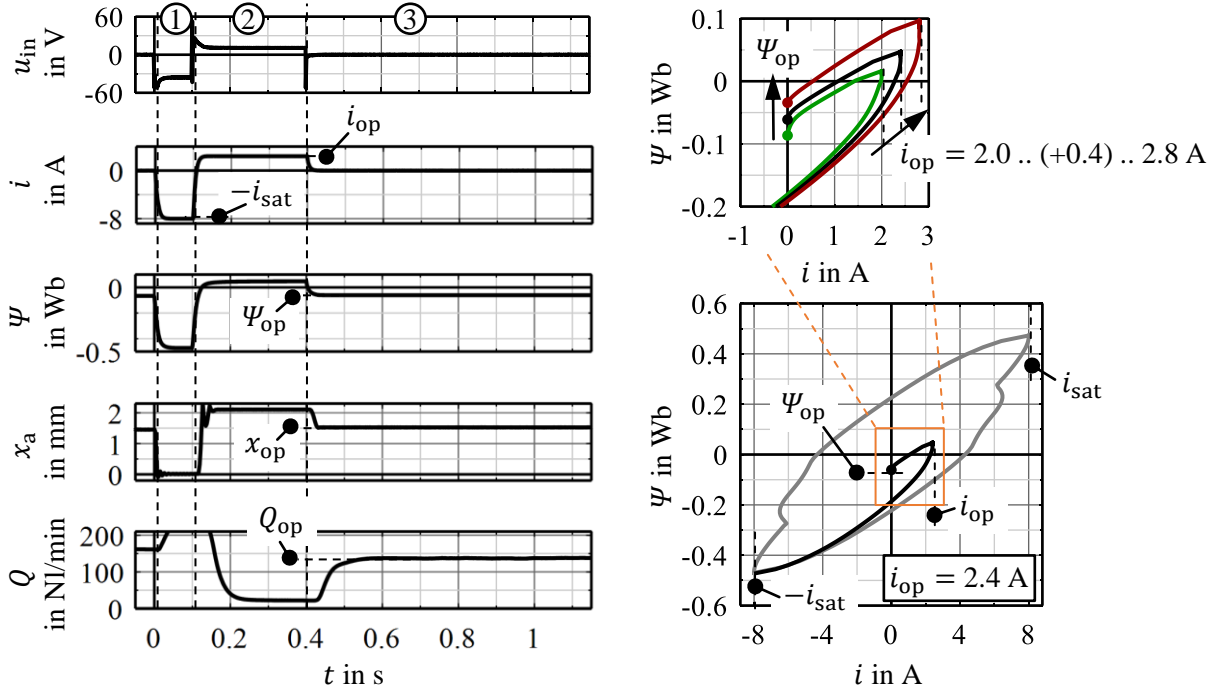 ① ② ③
u_in in V
60
0
-60
i in A
0
-8
i_op
−i_sat
Ψ in Wb
0
-0.5
Ψ_op
x_a in mm
2
1
0
x_op
Q in Nl/min
200
100
0
Q_op
0 0.2 0.4 0.6 0.8 1
t in s
Ψ in Wb
0.1
0
-0.1
-0.2
Ψ_op
i_op = 2.0 .. (+0.4) .. 2.8 A
-1 0 1 2 3
i in A
Ψ in Wb
0.6
0.4
0.2
0
-0.2
-0.4
-0.6
i_sat
Ψ_op
i_op
i_op = 2.4 A
−i_sat
-8 -4 0 4 8
i in A